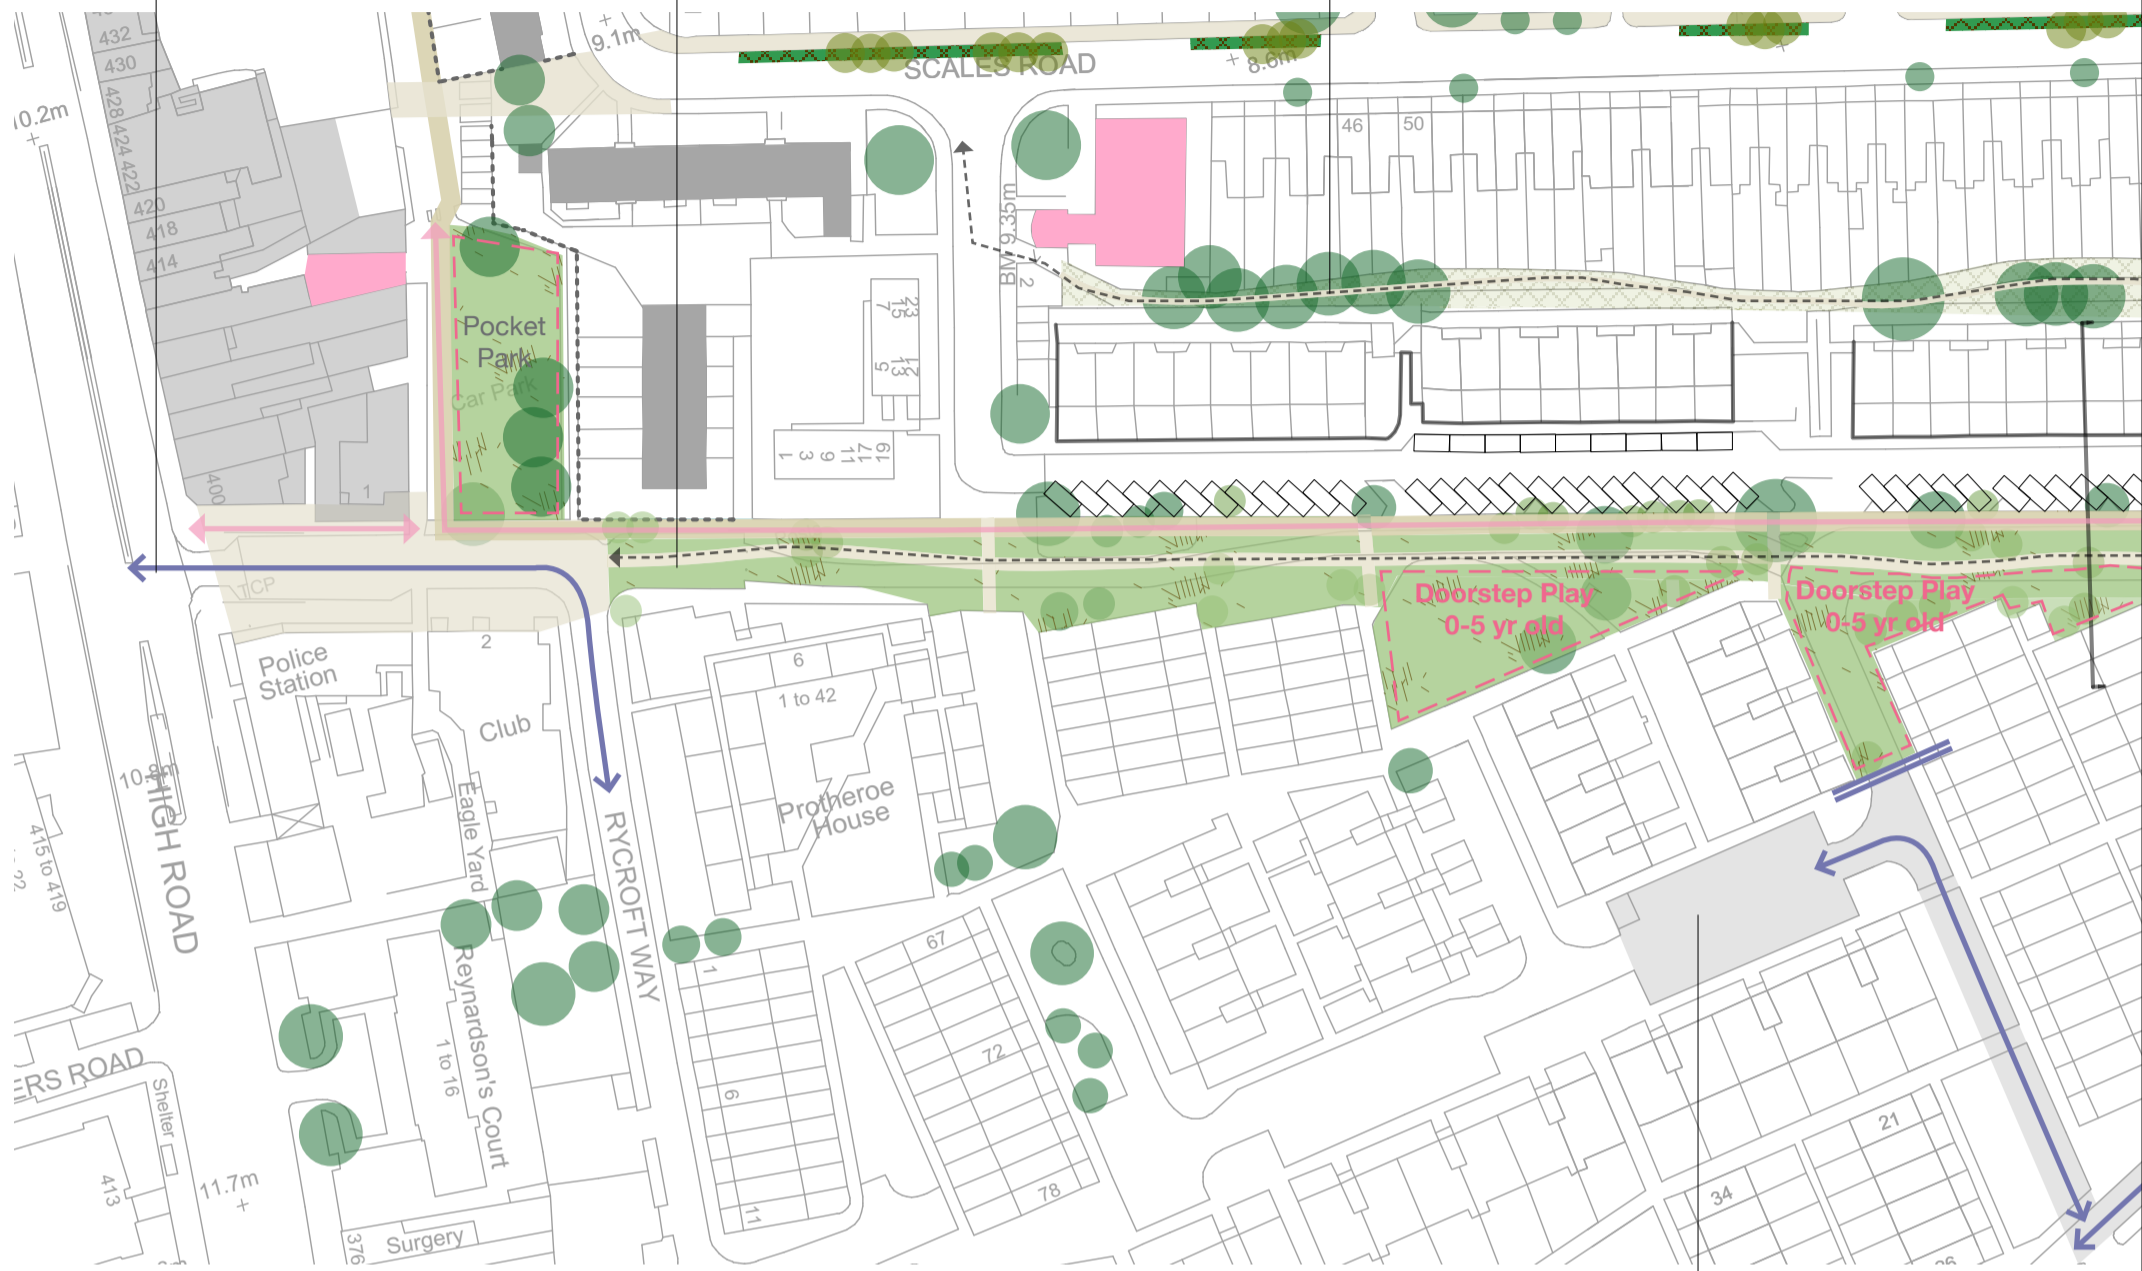 432
430
428
424
422
420
418
414
400
1
10.2m
9.1m
SCALES ROAD
8.6m
46
50
BM 9.35m
2
Pocket
Park
Car Park
7
15
23
5
13
21
1
3
9
11
17
19
TCP
Police
Station
2
Club
6
1 to 42
Protheroe
House
Doorstep Play
0-5 yr old
Doorstep Play
0-5 yr old
10.8m
HIGH ROAD
415 to 419
22
Eagle Yard
RYCROFT WAY
Reynardson's Court
1 to 16
1
6
11
67
72
78
ERS ROAD
Shelter
413
11.7m
376
Surgery
21
34